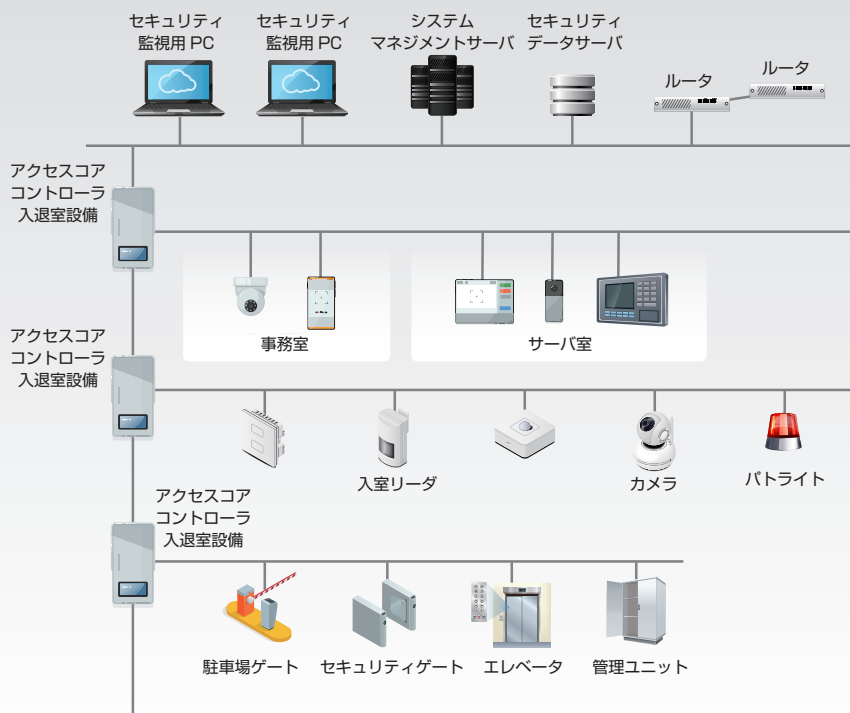 セキュリティ
監視用 PC
セキュリティ
監視用 PC
システム
マネジメントサーバ
セキュリティ
データサーバ
ルータ
ルータ
アクセスコア
コントローラ
入退室設備
事務室
サーバ室
アクセスコア
コントローラ
入退室設備
入室リーダ
カメラ
パトライト
アクセスコア
コントローラ
入退室設備
駐車場ゲート
セキュリティゲート
エレベータ
管理ユニット